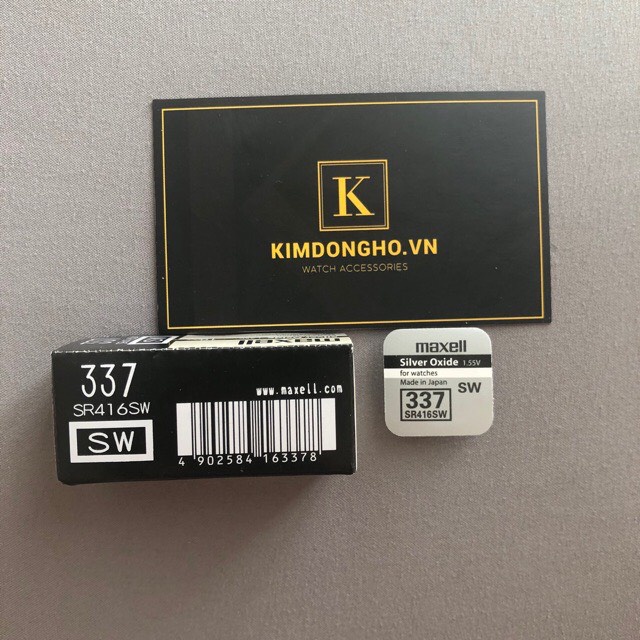 K
KIMDONGHO.VN
WATCH ACCESSORIES
maxell
337
SR416SW
SW
www.maxell.com
4 902584 163378
maxell
Silver Oxide 1.55V
for watches
Made in Japan
SW
337
SR416SW